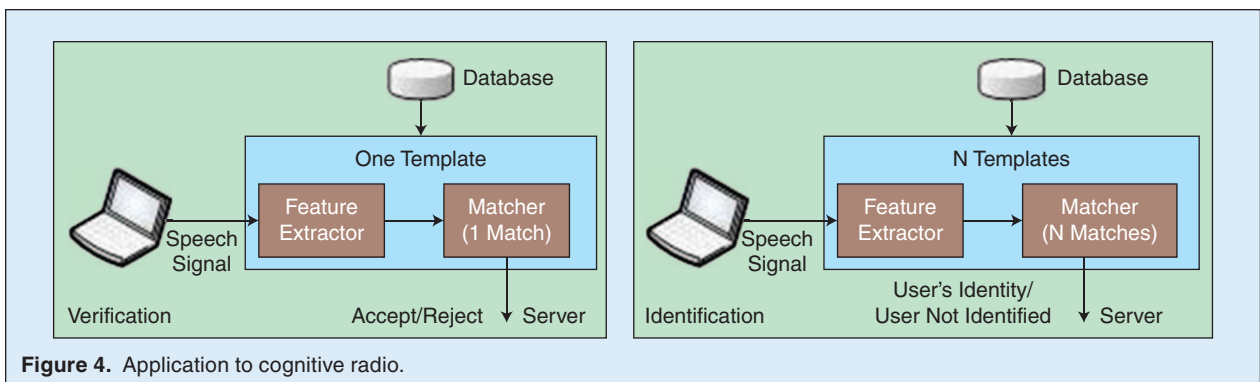 Database
One Template
Feature
Extractor
Matcher
(1 Match)
Speech
Signal
Verification
Accept/Reject
Server
Database
N Templates
Feature
Extractor
Matcher
(N Matches)
Speech
Signal
Identification
User's Identity/
User Not Identified
Server
Figure 4. Application to cognitive radio.